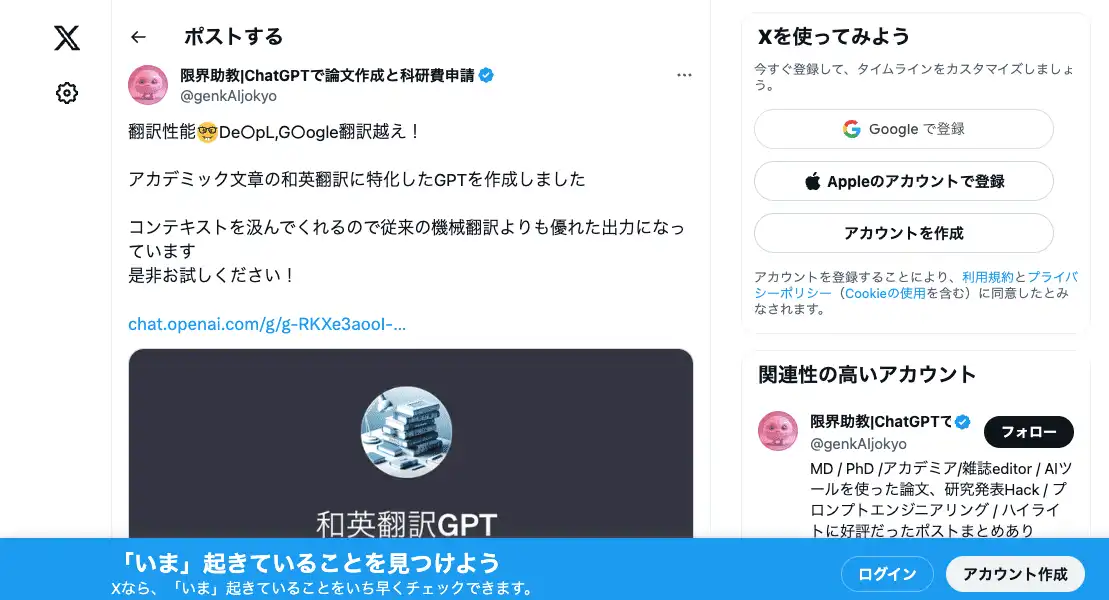 ポストする
限界助教|ChatGPTで論文作成と科研費申請
@genkAIjokyo
翻訳性能🤓De〇pL,G〇ogle翻訳越え！
アカデミック文章の和英翻訳に特化したGPTを作成しました
コンテキストを汲んでくれるので従来の機械翻訳よりも優れた出力になっ
ています
是非お試しください！
chat.openai.com/g/g-RKXe3aooI-…
和英翻訳GPT
Xを使ってみよう
今すぐ登録して、タイムラインをカスタマイズしましょ
う。
Google で登録
Appleのアカウントで登録
アカウントを作成
アカウントを登録することにより、利用規約とプライバ
シーポリシー（Cookieの使用を含む）に同意したとみ
なされます。
関連性の高いアカウント
限界助教|ChatGPTで
@genkAIjokyo
フォロー
MD / PhD /アカデミア/雑誌editor / AIツ
ールを使った論文、研究発表Hack / プ
ロンプトエンジニアリング / ハイライ
トに好評だったポストまとめあり
「いま」起きていることを見つけよう
Xなら、「いま」起きていることをいち早くチェックできます。
ログイン
アカウント作成